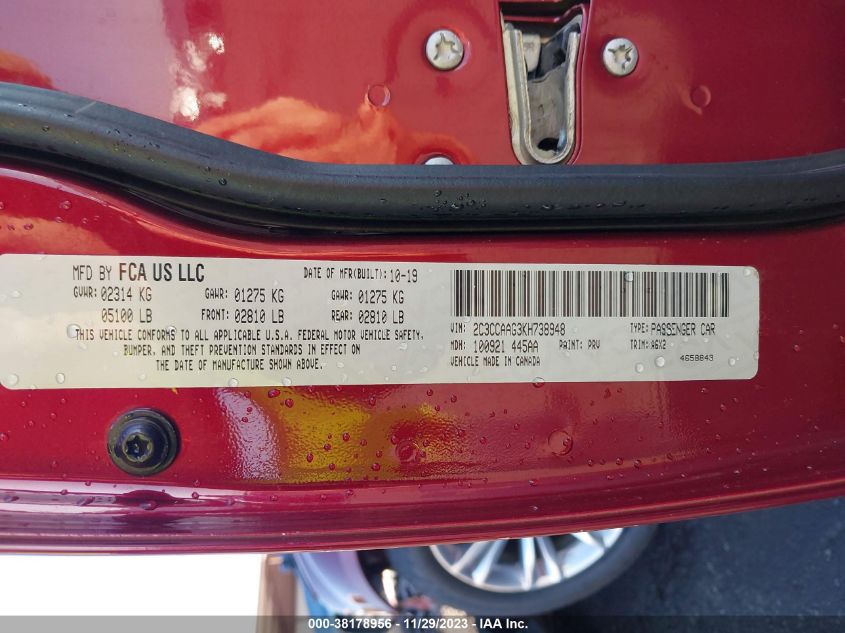 MFD BY FCA US LLC DATE OF MFR(BUILT): 10-19
GVWR: 02314 KG GAWR: 01275 KG GAWR: 01275 KG
05100 LB FRONT: 02810 LB REAR: 02810 LB
THIS VEHICLE CONFORMS TO ALL APPLICABLE U.S.A. FEDERAL MOTOR VEHICLE SAFETY,
BUMPER, AND THEFT PREVENTION STANDARDS IN EFFECT ON
THE DATE OF MANUFACTURE SHOWN ABOVE.
VIN: 2C3CCAAG3KH738948 TYPE: PASSENGER CAR
MDH: 100921 445AA PAINT: PRV TRIM: A6X2
VEHICLE MADE IN CANADA 4658843
000-38178956 – 11/29/2023 – IAA Inc.